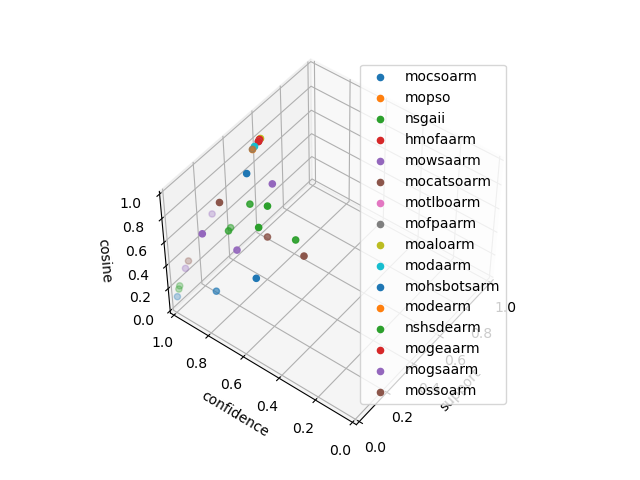 mocsoarm
mopso
nsgaii
hmofaarm
mowsaarm
mocatsoarm
motlboarm
mofpaarm
moaloarm
modaarm
mohsbotsarm
modearm
nshsdearm
mogeaarm
mogsaarm
mossoarm
cosine
1.0
0.8
0.6
0.4
0.2
0.0
confidence
1.0
0.8
0.6
0.4
0.2
0.0
support
0.0
0.2
0.4
0.6
0.8
1.0